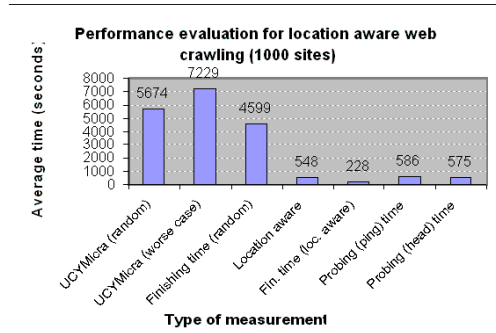 Performance evaluation for location aware web
crawling (1000 sites)
Average time (seconds)
8000
7000
6000
5000
4000
3000
2000
1000
0
5674
7229
4599
548
228
586
575
UCYMicra (random)
UCYMicra (worse case)
Finishing time (random)
Location aware
Fin. time (loc. aware)
Probing (ping) time
Probing (head) time
Type of measurement